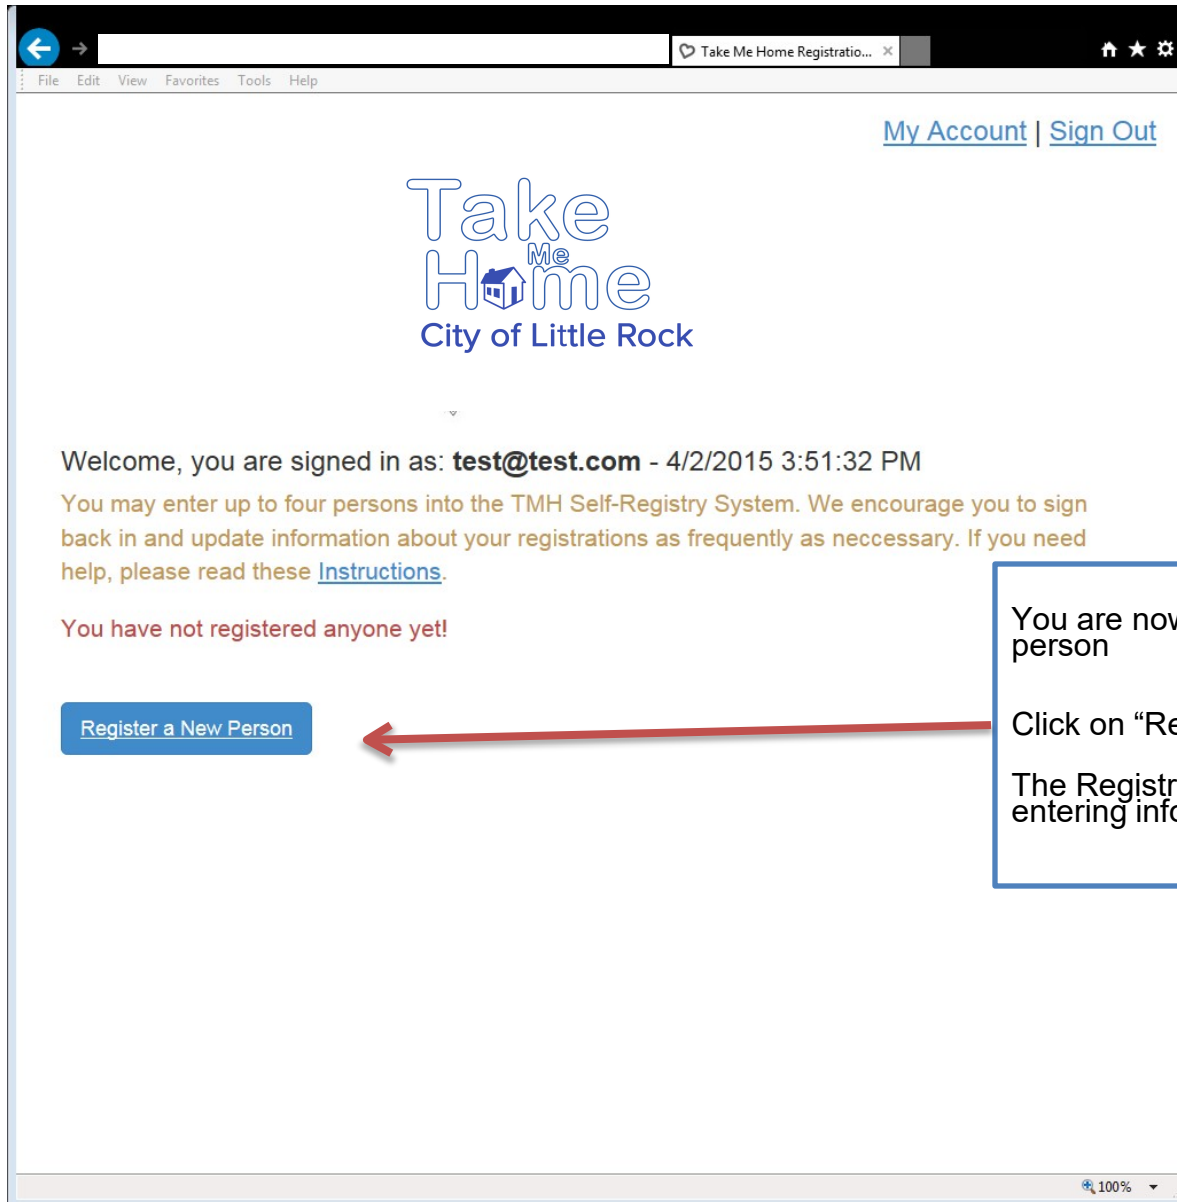 Take Me Home Registratio...
File Edit View Favorites Tools Help
My Account | Sign Out
Take
Me
Home
City of Little Rock
Welcome, you are signed in as: test@test.com - 4/2/2015 3:51:32 PM
You may enter up to four persons into the TMH Self-Registry System. We encourage you to sign
back in and update information about your registrations as frequently as neccessary. If you need
help, please read these Instructions.
You have not registered anyone yet!
Register a New Person
You are now
person
Click on “Re
The Registr
entering info
100%